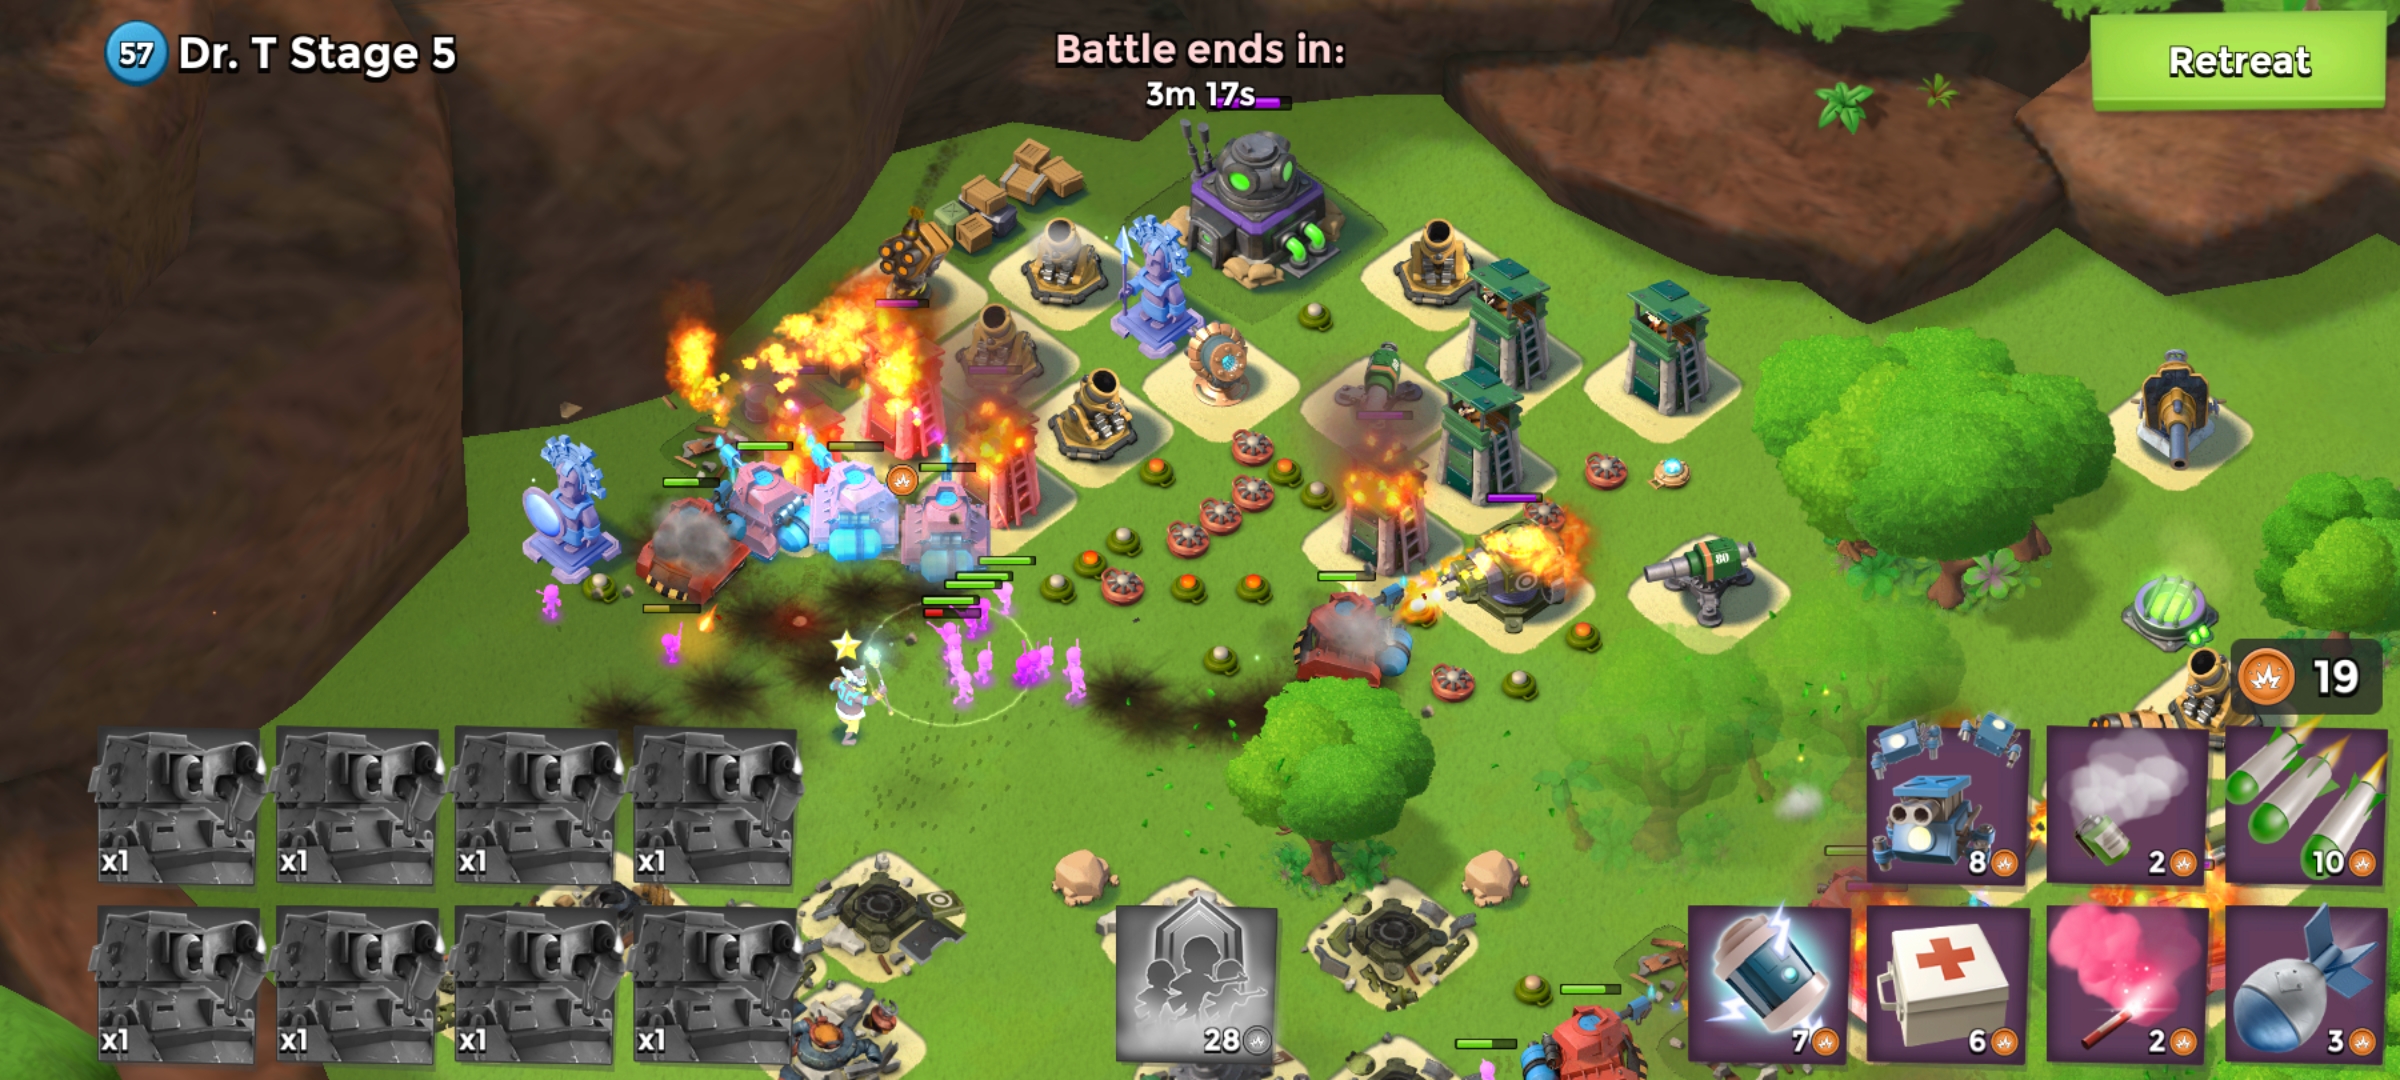 57 Dr. T Stage 5
Battle ends in:
3m 17s
Retreat
80
19
x1 x1 x1 x1
8 2 10
x1 x1 x1 x1
28
7 6 2 3